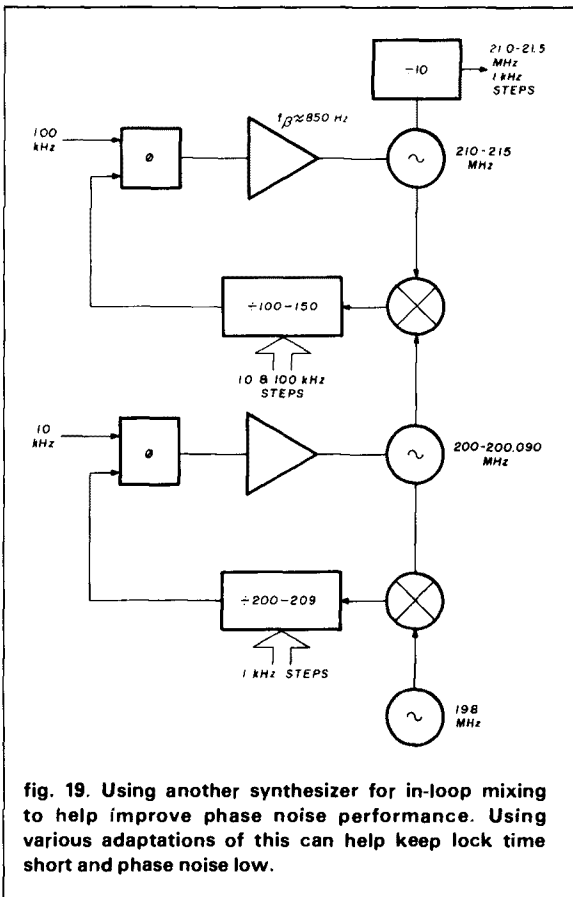 ÷10
21.0-21.5
MHz
1 kHz
STEPS
fβ≈850 Hz
100
kHz
ø
~
210-215
MHz
÷100-150
10 & 100 kHz
STEPS
10
kHz
ø
~
200-200.090
MHz
÷200-209
1 kHz STEPS
~
198
MHz
fig. 19. Using another synthesizer for in-loop mixing
to help improve phase noise performance. Using
various adaptations of this can help keep lock time
short and phase noise low.